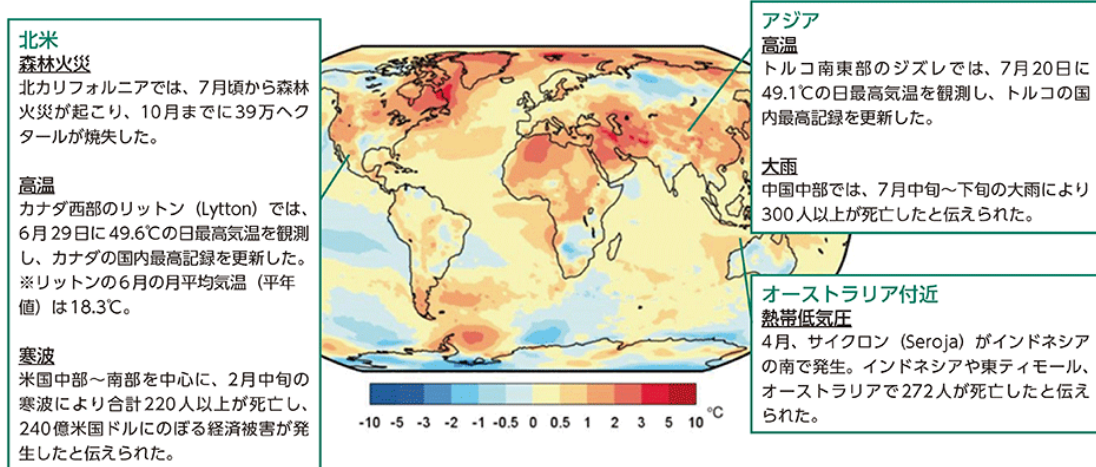 北米
森林火災
北カリフォルニアでは、7月頃から森林
火災が起こり、10月までに39万ヘク
タールが焼失した。
高温
カナダ西部のリットン（Lytton）では、
6月29日に49.6℃の日最高気温を観測
し、カナダの国内最高記録を更新した。
※リットンの6月の月平均気温（平年
値）は18.3℃。
寒波
米国中部～南部を中心に、2月中旬の
寒波により合計220人以上が死亡し、
240億米国ドルにのぼる経済被害が発
生したと伝えられた。
アジア
高温
トルコ南東部のジズレでは、7月20日に
49.1℃の日最高気温を観測し、トルコの国
内最高記録を更新した。
大雨
中国中部では、7月中旬～下旬の大雨により
300人以上が死亡したと伝えられた。
オーストラリア付近
熱帯低気圧
4月、サイクロン（Seroja）がインドネシア
の南で発生。インドネシアや東ティモール、
オーストラリアで272人が死亡したと伝え
られた。
-10 -5 -3 -2 -1 -0.5 0 0.5 1 2 3 5 10 ℃